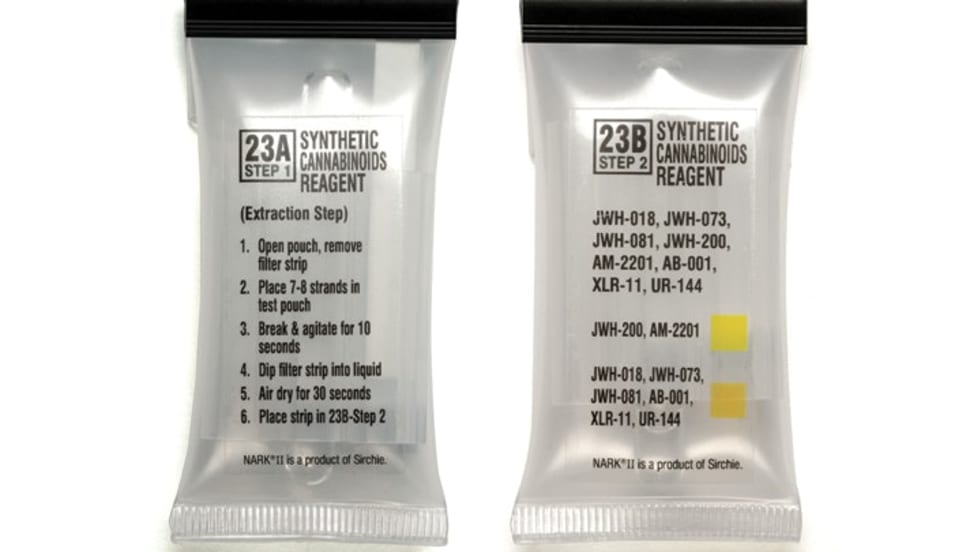 23A
STEP 1
SYNTHETIC
CANNABINOIDS
REAGENT
(Extraction Step)
1. Open pouch, remove
filter strip
2. Place 7-8 strands in
test pouch
3. Break & agitate for 10
seconds
4. Dip filter strip into liquid
5. Air dry for 30 seconds
6. Place strip in 23B-Step 2
NARK®II is a product of Sirchie.
23B
STEP 2
SYNTHETIC
CANNABINOIDS
REAGENT
JWH-018, JWH-073,
JWH-081, JWH-200,
AM-2201, AB-001,
XLR-11, UR-144
JWH-200, AM-2201
JWH-018, JWH-073,
JWH-081, AB-001,
XLR-11, UR-144
NARK®II is a product of Sirchie.